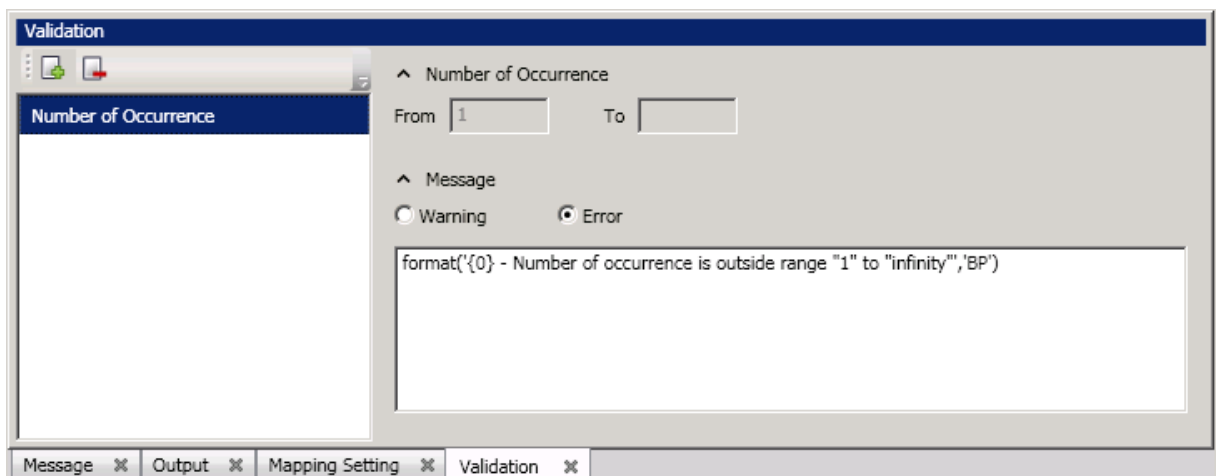 Validation
Number of Occurrence
Number of Occurrence
From 1 To
Message
Warning Error
format('{0} - Number of occurrence is outside range "1" to "infinity"','BP')
Message Output Mapping Setting Validation